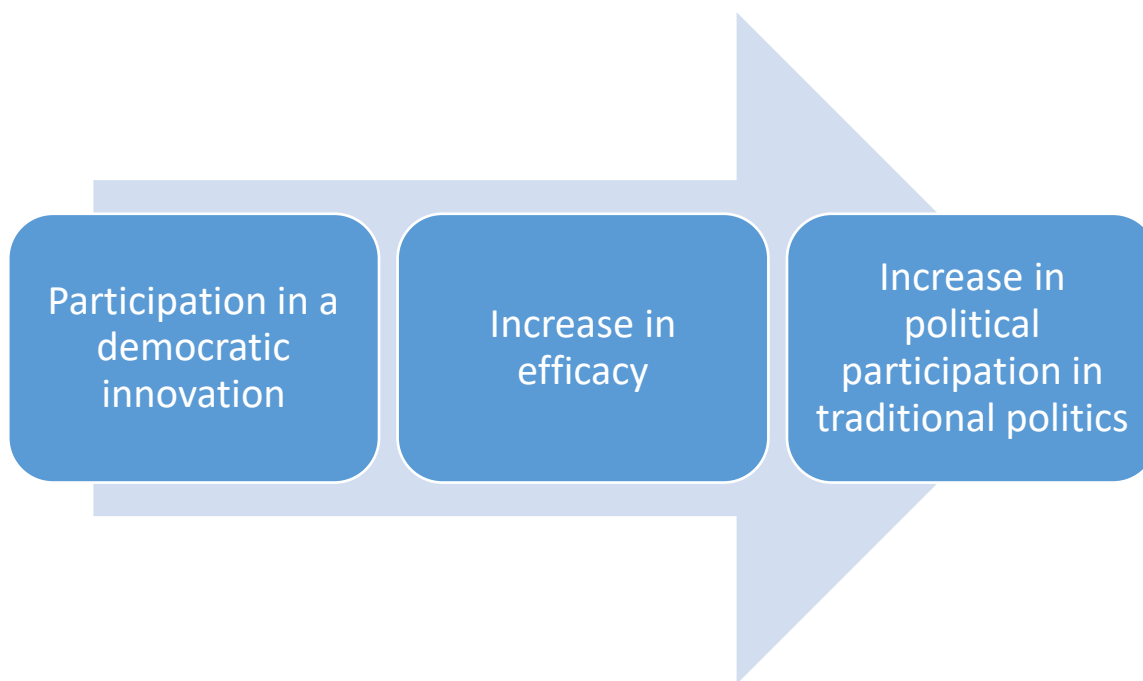 Participation in a
democratic
innovation
Increase in
efficacy
Increase in
political
participation in
traditional politics